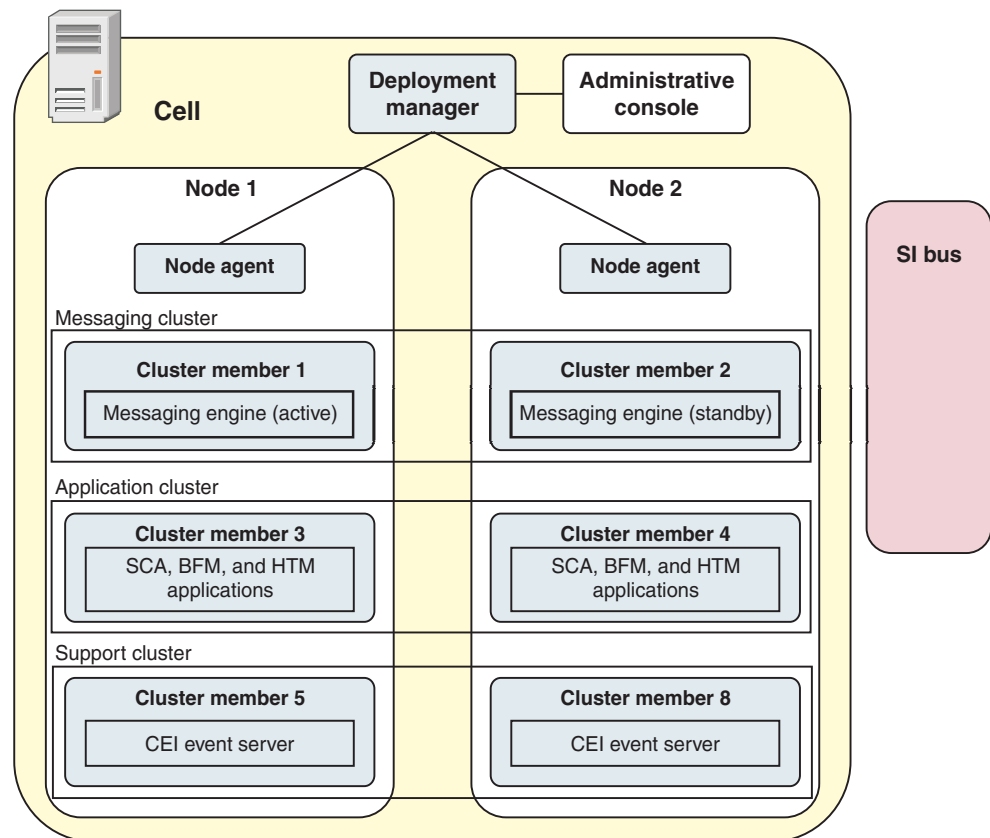 Cell
Deployment
manager
Administrative
console
Node 1
Node 2
SI bus
Node agent
Node agent
Messaging cluster
Cluster member 1
Cluster member 2
Messaging engine (active)
Messaging engine (standby)
Application cluster
Cluster member 3
Cluster member 4
SCA, BFM, and HTM
applications
SCA, BFM, and HTM
applications
Support cluster
Cluster member 5
Cluster member 8
CEI event server
CEI event server